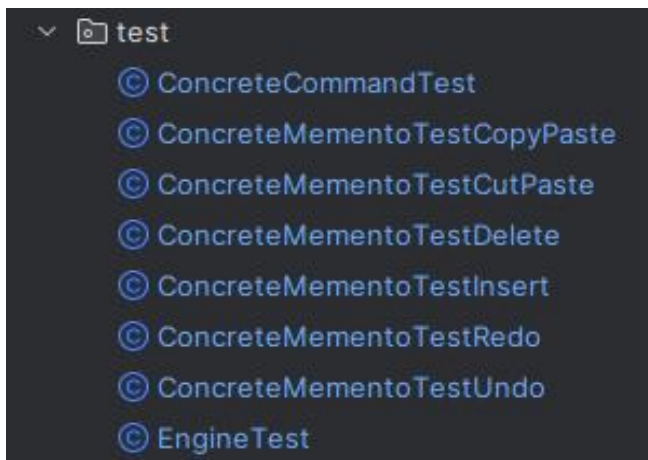 test
ConcreteCommandTest
ConcreteMementoTestCopyPaste
ConcreteMementoTestCutPaste
ConcreteMementoTestDelete
ConcreteMementoTestInsert
ConcreteMementoTestRedo
ConcreteMementoTestUndo
EngineTest